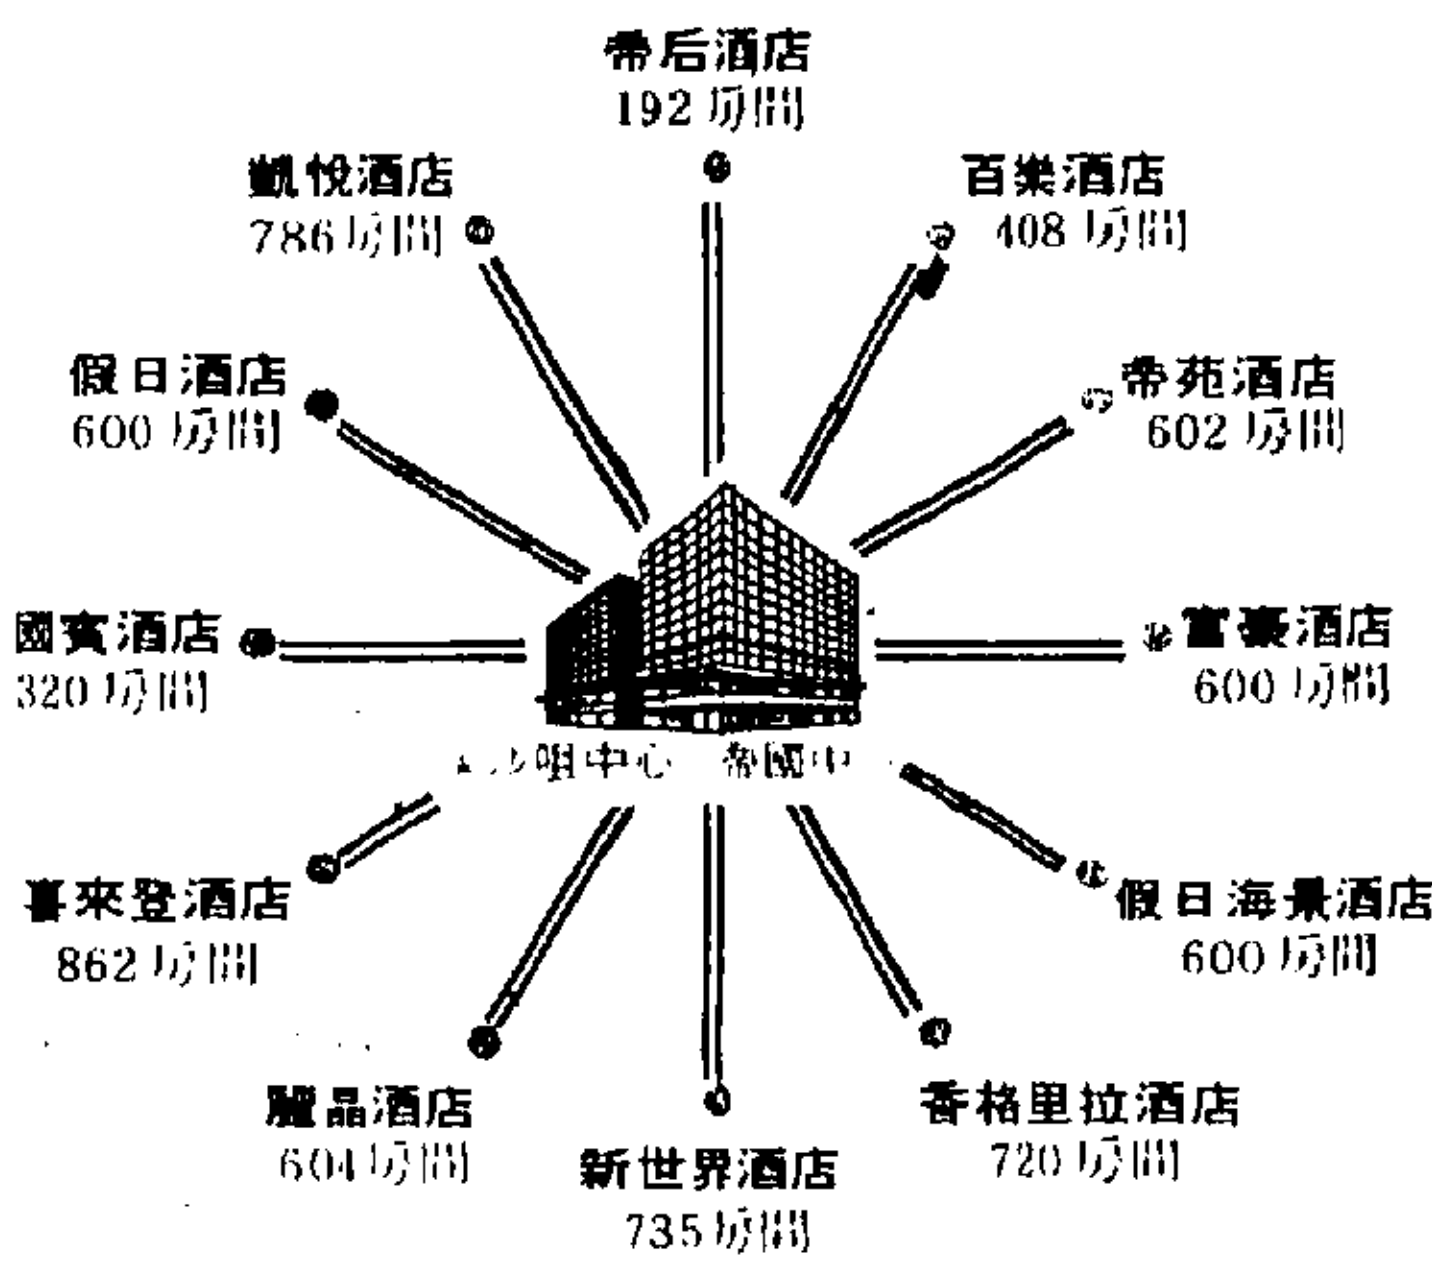 帝后酒店
192 房間
凱悅酒店
786 房間
百樂酒店
408 房間
假日酒店
600 房間
帝苑酒店
602 房間
國賓酒店
320 房間
富豪酒店
600 房間
咀中心 帝國中
喜來登酒店
862 房間
假日海景酒店
600 房間
麗晶酒店
604 房間
香格里拉酒店
720 房間
新世界酒店
735 房間